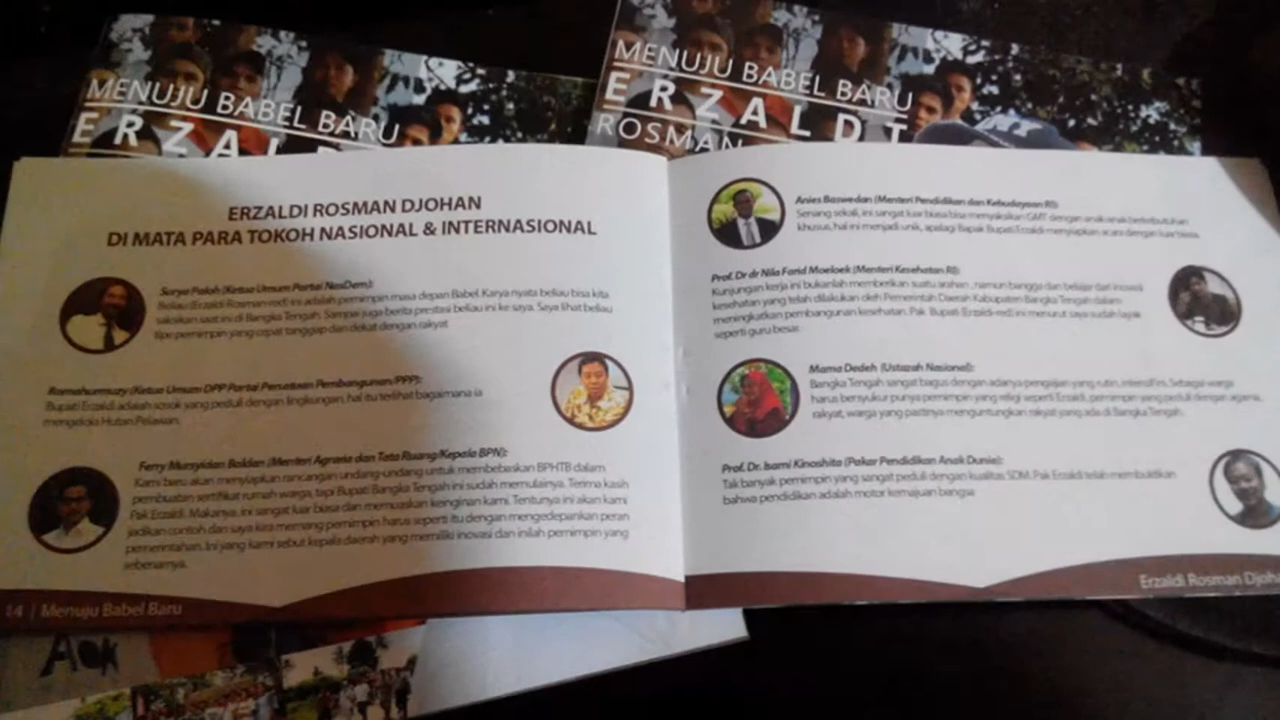 MENUJU BABEL BARU
ERZALD
MENUJU BABEL BARU
ERZALDI
ROSMAN
ERZALDI ROSMAN DJOHAN
DI MATA PARA TOKOH NASIONAL & INTERNASIONAL
Surya Paloh (Ketua Umum Partai NasDem):
Beliau (Erzaldi Rosman-red) ini adalah pemimpin masa depan Babel. Karya nyata beliau bisa kita
saksikan saat ini di Bangka Tengah. Sampai juga berita prestasi beliau ini ke saya. Saya lihat beliau
tipe pemimpin yang cepat tanggap dan dekat dengan rakyat
Romahurmuzy (Ketua Umum DPP Partai Persatuan Pembangunan/PPP):
Bupati Erzaldi adalah sosok yang peduli dengan lingkungan, hal itu terlihat bagaimana ia
mengelola Hutan Pelawan.
Ferry Mursyidan Baldan (Menteri Agraria dan Tata Ruang/Kepala BPN):
Kami baru akan menyiapkan rancangan undang-undang untuk membebaskan BPHTB dalam
pembuatan sertifikat rumah warga, tapi Bupati Bangka Tengah ini sudah memulainya. Terima kasih
Pak Erzaldi. Makanya, ini sangat luar biasa dan memuaskan keinginan kami. Tentunya ini akan kami
jadikan contoh dan saya kira memang pemimpin harus seperti itu dengan mengedepankan peran
pemerintahan. Ini yang kami sebut kepala daerah yang memiliki inovasi dan inilah pemimpin yang
sebenarnya.
14 | Menuju Babel Baru
Anies Baswedan (Menteri Pendidikan dan Kebudayaan RI):
Senang sekali, ini sangat luar biasa bisa menyaksikan GMT dengan anak-anak berkebutuhan
khusus, hal ini menjadi unik, apalagi Bapak Bupati Erzaldi menyiapkan acara dengan luar biasa.
Prof. Dr dr Nila Farid Moeloek (Menteri Kesehatan RI):
Kunjungan kerja ini bukanlah memberikan suatu arahan , namun bangga dan belajar dari inovasi
kesehatan yang telah dilakukan oleh Pemerintah Daerah Kabupaten Bangka Tengah dalam
meningkatkan pembangunan kesehatan. Pak Bupati (Erzaldi-red) ini menurut saya sudah layak
seperti guru besar.
Mama Dedeh (Ustazah Nasional):
Bangka Tengah sangat bagus dengan adanya pengajian yang rutin, intensif ini. Sebagai warga
harus bersyukur punya pemimpin yang religi seperti Erzaldi, pemimpin yang peduli dengan agama,
rakyat, warga yang pastinya menguntungkan rakyat yang ada di Bangka Tengah.
Prof. Dr. Isami Kinoshita (Pakar Pendidikan Anak Dunia):
Tak banyak pemimpin yang sangat peduli dengan kualitas SDM. Pak Erzaldi telah membuktikan
bahwa pendidikan adalah motor kemajuan bangsa
Erzaldi Rosman Djoha
AOK